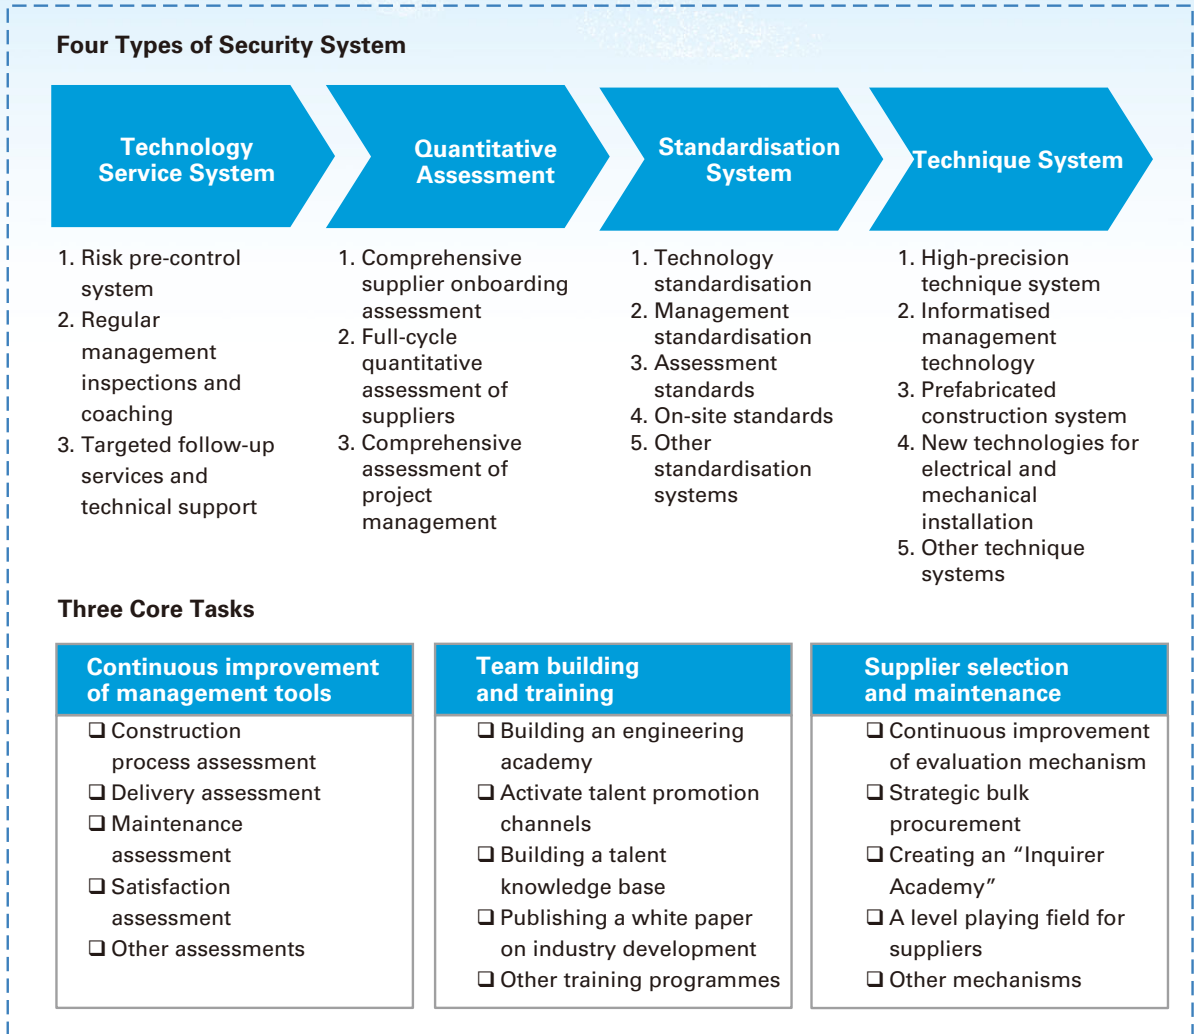 Four Types of Security System
Technology
Service System
Quantitative
Assessment
Standardisation
System
Technique System
1. Risk pre-control
system
2. Regular
management
inspections and
coaching
3. Targeted follow-up
services and
technical support
1. Comprehensive
supplier onboarding
assessment
2. Full-cycle
quantitative
assessment of
suppliers
3. Comprehensive
assessment of
project
management
1. Technology
standardisation
2. Management
standardisation
3. Assessment
standards
4. On-site standards
5. Other
standardisation
systems
1. High-precision
technique system
2. Informatised
management
technology
3. Prefabricated
construction system
4. New technologies for
electrical and
mechanical
installation
5. Other technique
systems
Three Core Tasks
Continuous improvement
of management tools
❑ Construction
process assessment
❑ Delivery assessment
❑ Maintenance
assessment
❑ Satisfaction
assessment
❑ Other assessments
Team building
and training
❑ Building an engineering
academy
❑ Activate talent promotion
channels
❑ Building a talent
knowledge base
❑ Publishing a white paper
on industry development
❑ Other training programmes
Supplier selection
and maintenance
❑ Continuous improvement
of evaluation mechanism
❑ Strategic bulk
procurement
❑ Creating an “Inquirer
Academy”
❑ A level playing field for
suppliers
❑ Other mechanisms